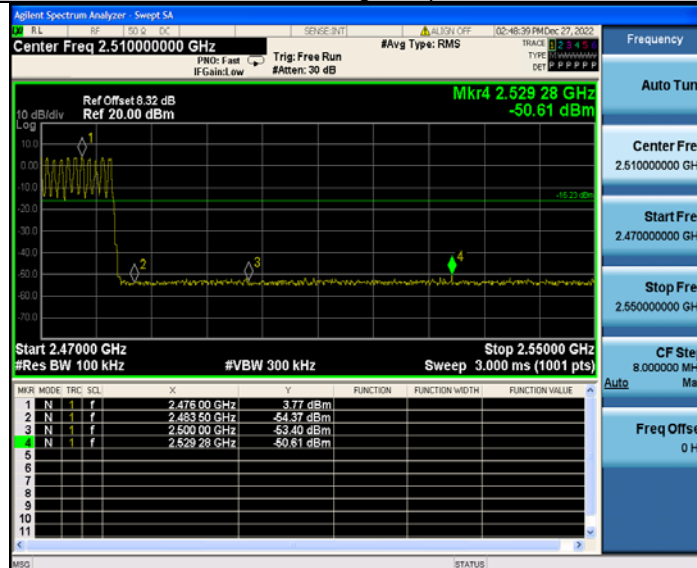 Agilent Spectrum Analyzer - Swept SA
RL RF 50 Ω DC SENSE:INT ALIGN OFF 02:48:39 PM Dec 27, 2022
Center Freq 2.510000000 GHz
PNO: Fast
IFGain:Low
Trig: Free Run
#Atten: 30 dB
#Avg Type: RMS
TRACE 1 2 3 4 5 6
TYPE M
DET P P P P P P
Mkr4 2.529 28 GHz
-50.61 dBm
Ref Offset 8.32 dB
10 dB/div Ref 20.00 dBm
Log
10.0
0.00
-10.0
-20.0
-30.0
-40.0
-50.0
-60.0
-70.0
1
2
3
4
-16.23 dBm
Start 2.47000 GHz Stop 2.55000 GHz
#Res BW 100 kHz #VBW 300 kHz Sweep 3.000 ms (1001 pts)
MKR MODE TRC SCL X Y FUNCTION FUNCTION WIDTH FUNCTION VALUE
1 N 1 f 2.476 00 GHz 3.77 dBm
2 N 1 f 2.483 50 GHz -54.37 dBm
3 N 1 f 2.500 00 GHz -53.40 dBm
4 N 1 f 2.529 28 GHz -50.61 dBm
5
6
7
8
9
10
11
MSG STATUS
Frequency
Auto Tun
Center Fre
2.510000000 GH
Start Fre
2.470000000 GH
Stop Fre
2.550000000 GH
CF Ste
8.000000 MH
Auto Ma
Freq Offse
0 H